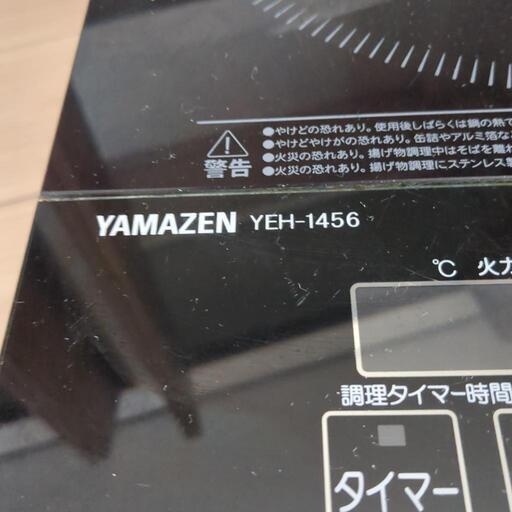 警告
●やけどの恐れあり。使用後しばらくは鍋の熱で
●やけどやけがの恐れあり。缶詰やアルミ箔な
●火災の恐れあり。揚げ物調理中はそばを離れ
●火災の恐れあり。揚げ物調理にステンレス製
YAMAZEN YEH-1456
℃ 火力
調理タイマー時間
タイマー